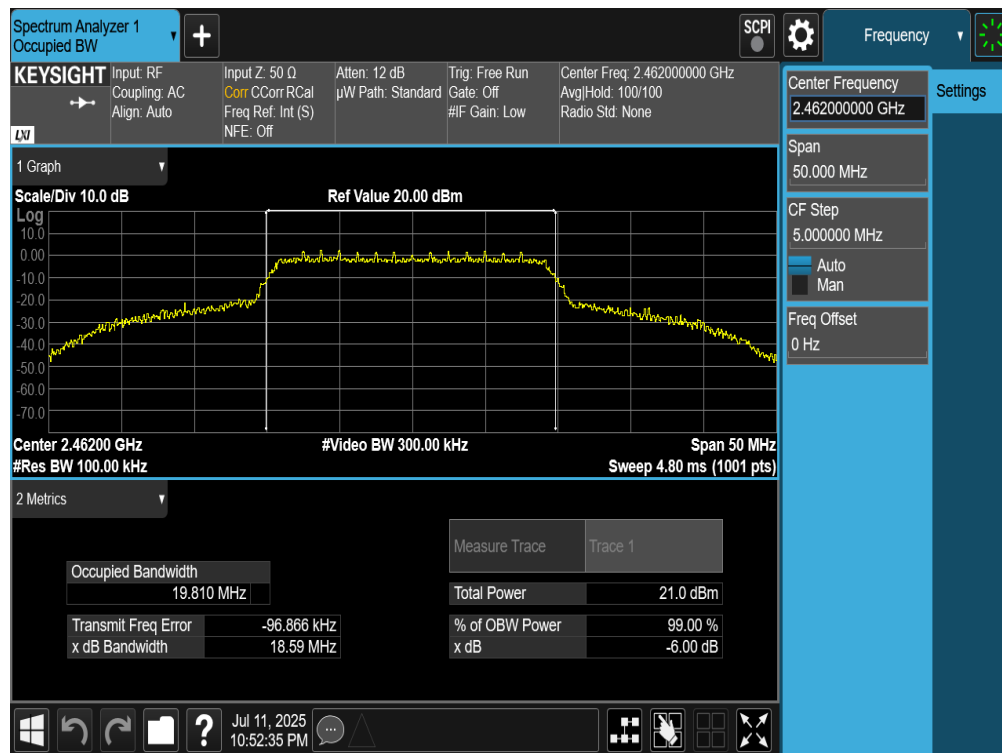 Spectrum Analyzer 1
Occupied BW
+
SCPI
Frequency
KEYSIGHT
LXI
Input: RF
Coupling: AC
Align: Auto
Input Z: 50 Ω
Corr CCorr RCal
Freq Ref: Int (S)
NFE: Off
Atten: 12 dB
µW Path: Standard
Trig: Free Run
Gate: Off
#IF Gain: Low
Center Freq: 2.462000000 GHz
Avg|Hold: 100/100
Radio Std: None
Center Frequency
2.462000000 GHz
Settings
Span
50.000 MHz
CF Step
5.000000 MHz
Auto
Man
Freq Offset
0 Hz
1 Graph
Scale/Div 10.0 dB
Ref Value 20.00 dBm
Log
10.0
0.00
-10.0
-20.0
-30.0
-40.0
-50.0
-60.0
-70.0
Center 2.46200 GHz
#Video BW 300.00 kHz
Span 50 MHz
#Res BW 100.00 kHz
Sweep 4.80 ms (1001 pts)
2 Metrics
Measure Trace
Trace 1
Occupied Bandwidth
19.810 MHz
Total Power
21.0 dBm
Transmit Freq Error
-96.866 kHz
% of OBW Power
99.00 %
x dB Bandwidth
18.59 MHz
x dB
-6.00 dB
?
Jul 11, 2025
10:52:35 PM